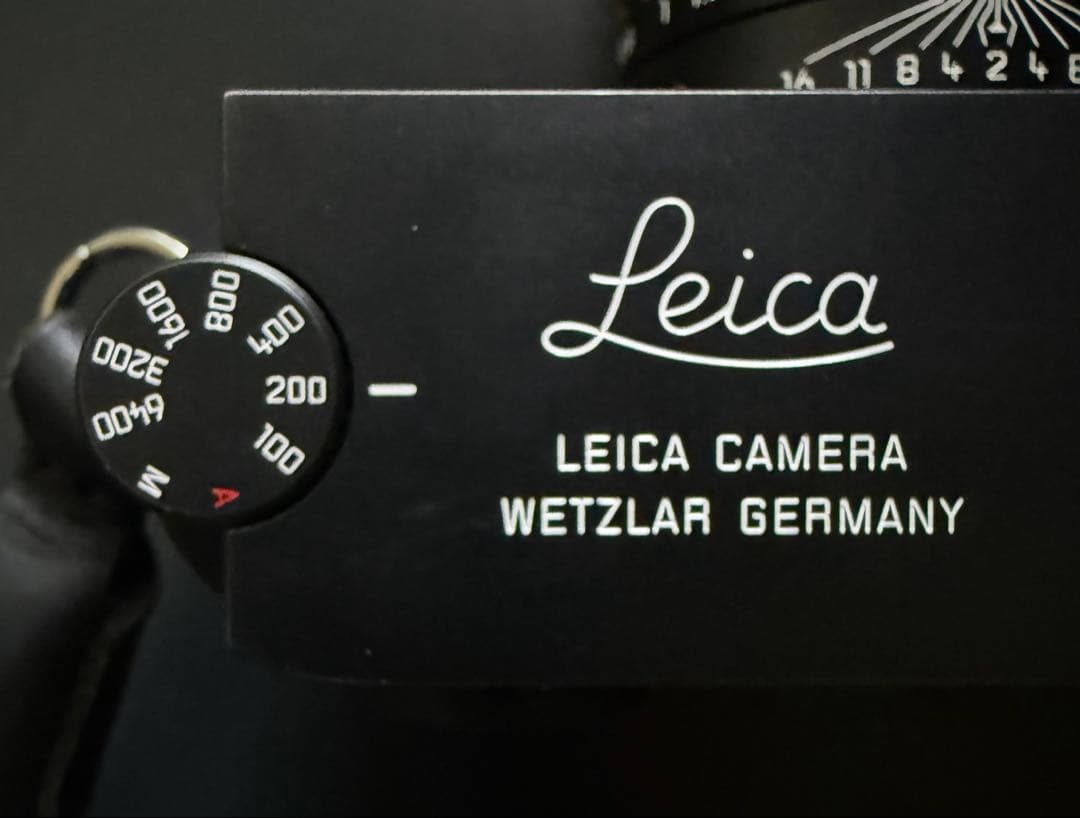 16 11 8 4 2 4 8
Leica
800
1600
400
3200
200
6400
100
M
A
LEICA CAMERA
WETZLAR GERMANY